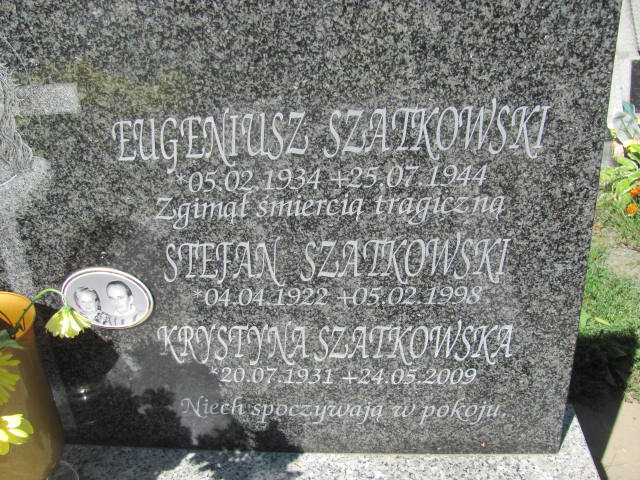 EUGENIUSZ SZATKOWSKI
*05.02.1934 +25.07.1944
Zginął śmiercią tragiczną
STEFAN SZATKOWSKI
*04.04.1922 +05.02.1998
KRYSTYNA SZATKOWSKA
*20.07.1931 +24.05.2009
Niech spoczywają w pokoju.